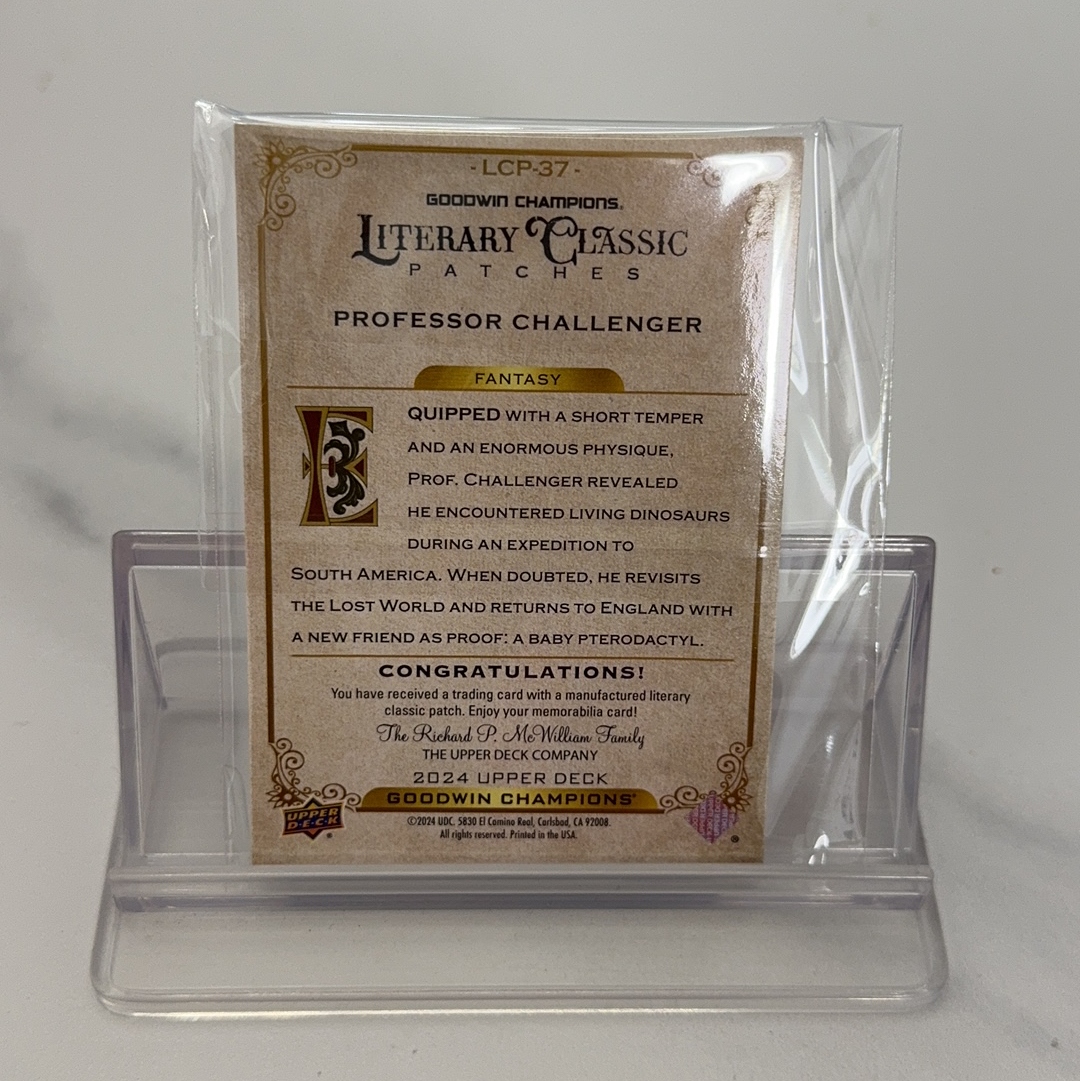 - LCP-37 -
GOODWIN CHAMPIONS®
LITERARY CLASSIC
PATCHES
PROFESSOR CHALLENGER
FANTASY
EQUIPPED WITH A SHORT TEMPER
AND AN ENORMOUS PHYSIQUE,
PROF. CHALLENGER REVEALED
HE ENCOUNTERED LIVING DINOSAURS
DURING AN EXPEDITION TO
SOUTH AMERICA. WHEN DOUBTED, HE REVISITS
THE LOST WORLD AND RETURNS TO ENGLAND WITH
A NEW FRIEND AS PROOF: A BABY PTERODACTYL.
CONGRATULATIONS!
You have received a trading card with a manufactured literary
classic patch. Enjoy your memorabilia card!
The Richard P. McWilliam Family
THE UPPER DECK COMPANY
2024 UPPER DECK
GOODWIN CHAMPIONS®
UPPER
D·E·C·K ®
©2024 UDC. 5830 El Camino Real, Carlsbad, CA 92008.
All rights reserved. Printed in the USA.
®